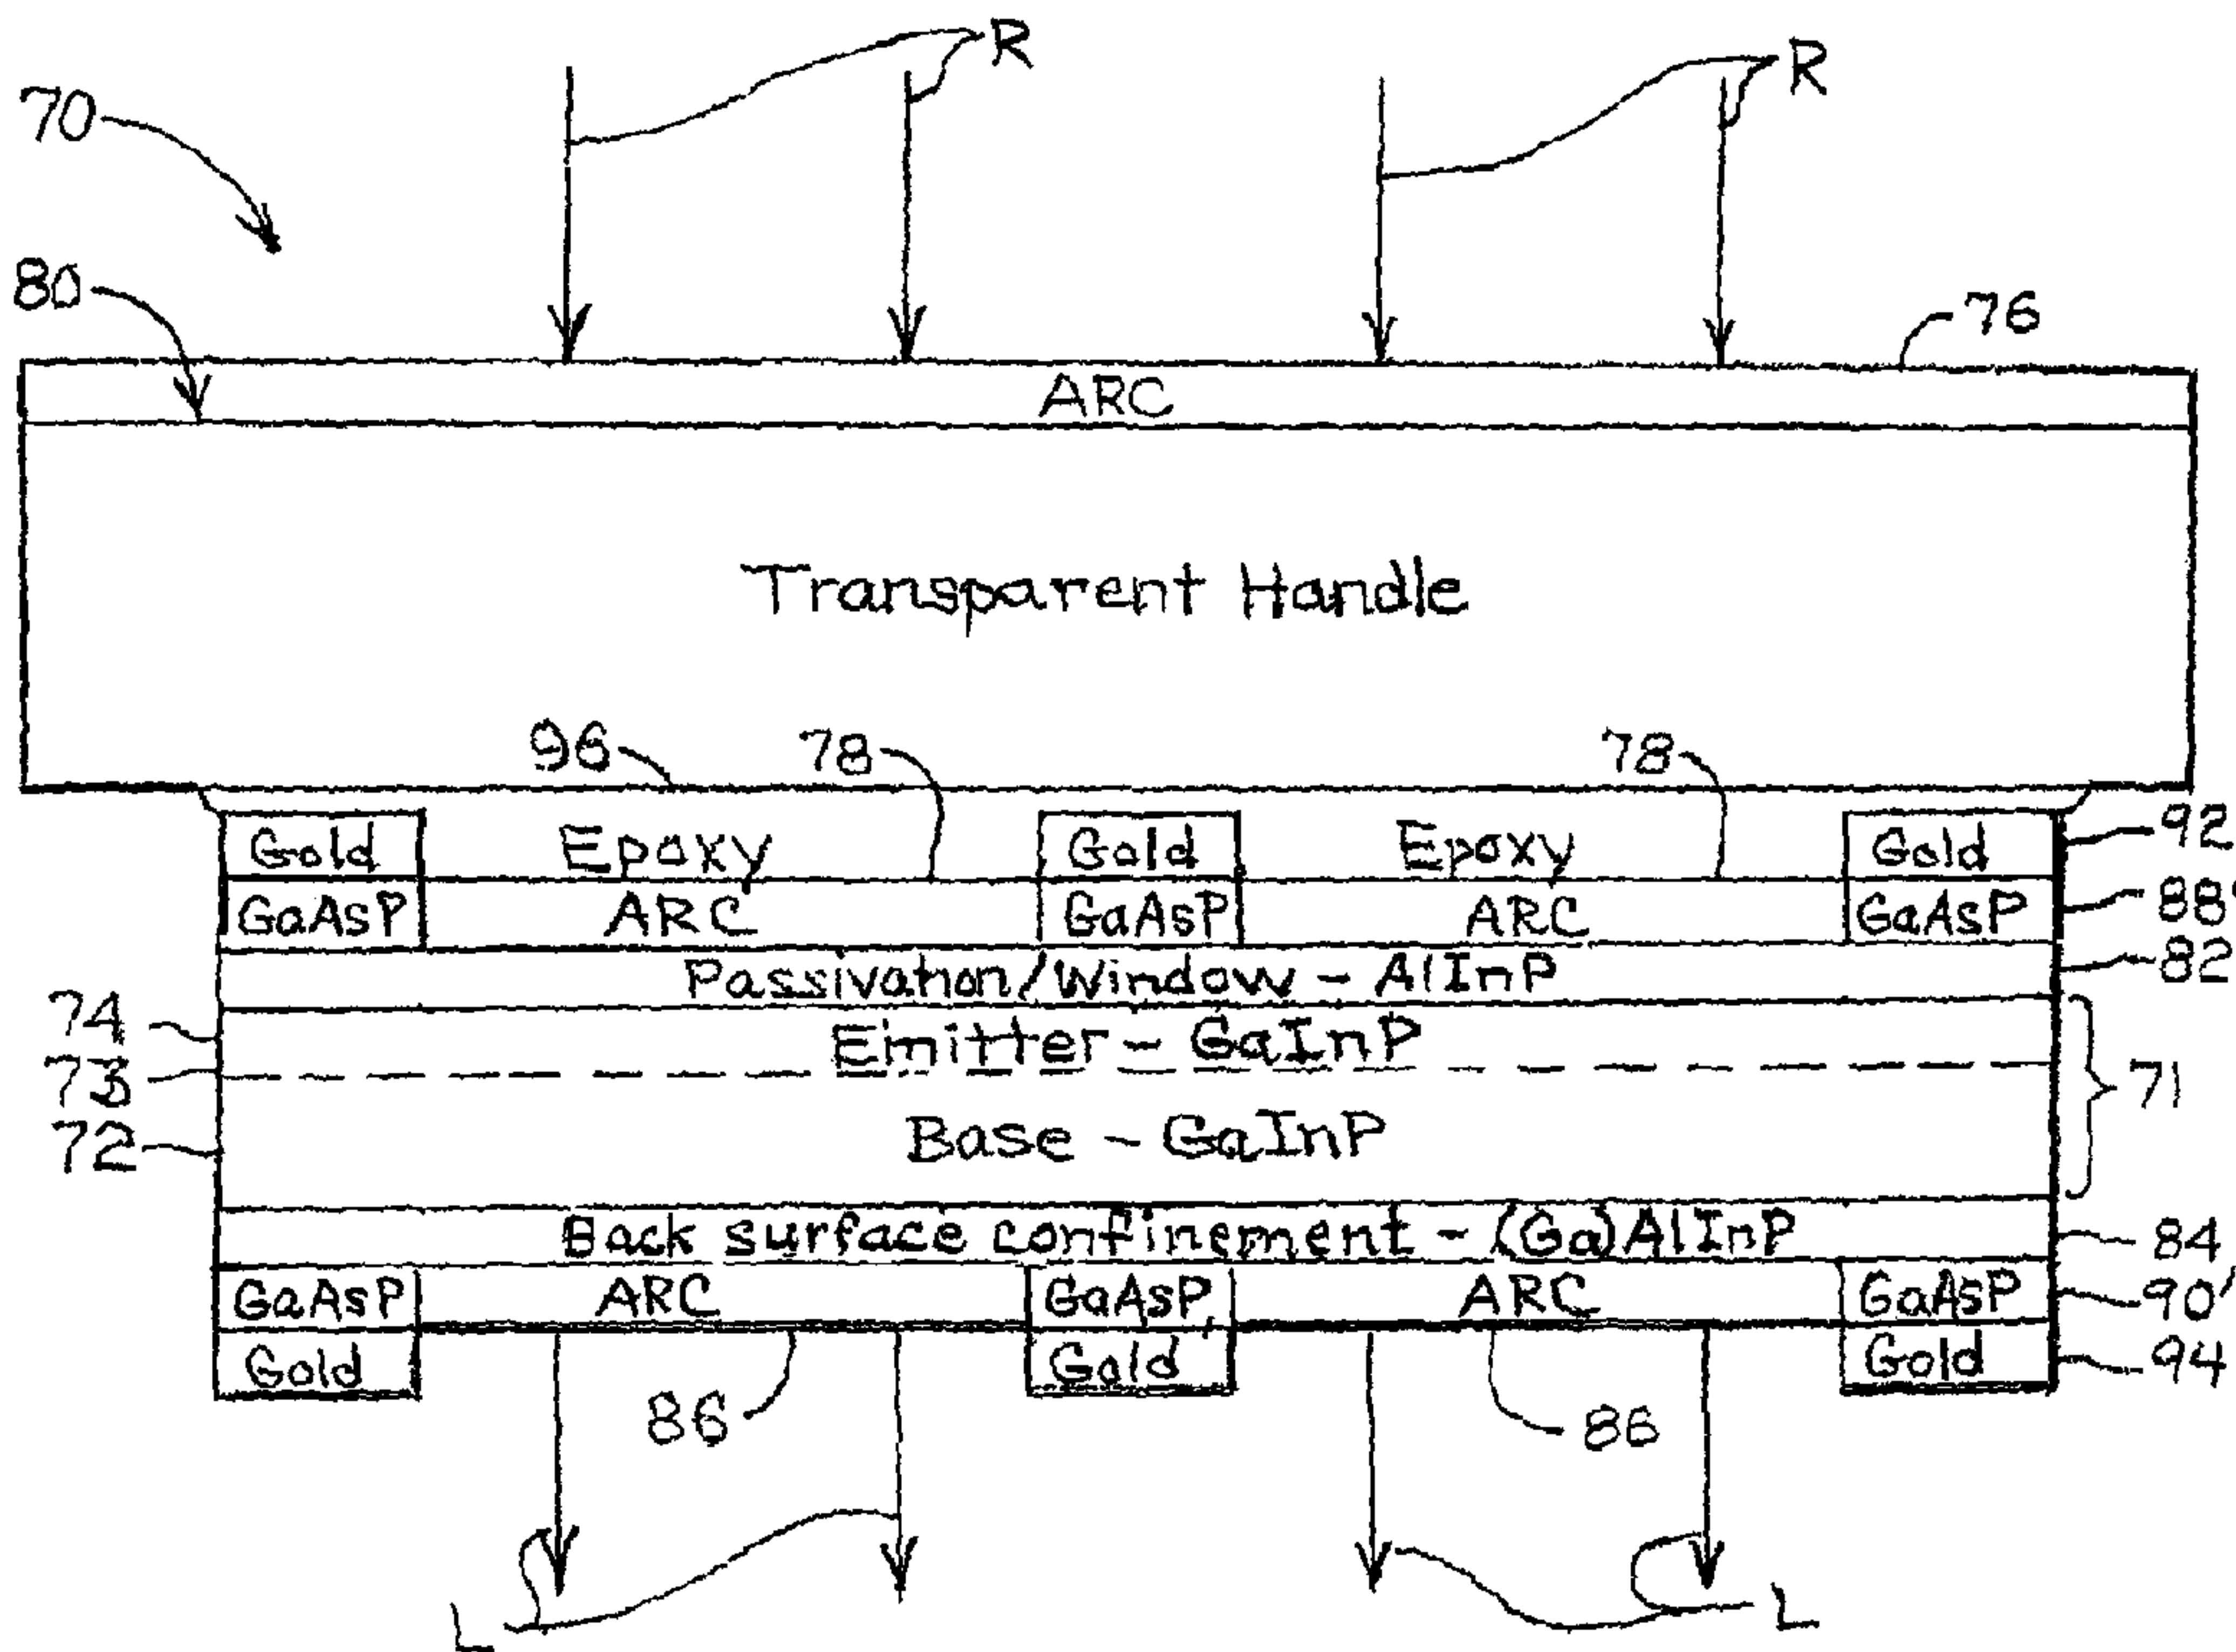 R
R
70
80
76
ARC
Transparent Handle
96
78
78
Gold Epoxy Gold Epoxy Gold
92
GaAsP ARC GaAsP ARC GaAsP
88'
Passivation/Window - AlInP
82
74
Emitter - GaInP
73
71
72
Base - GaInP
Back surface confinement - (Ga)AlInP
84
GaAsP ARC GaAsP ARC GaAsP
90'
Gold Gold Gold
94
86
86
L
L